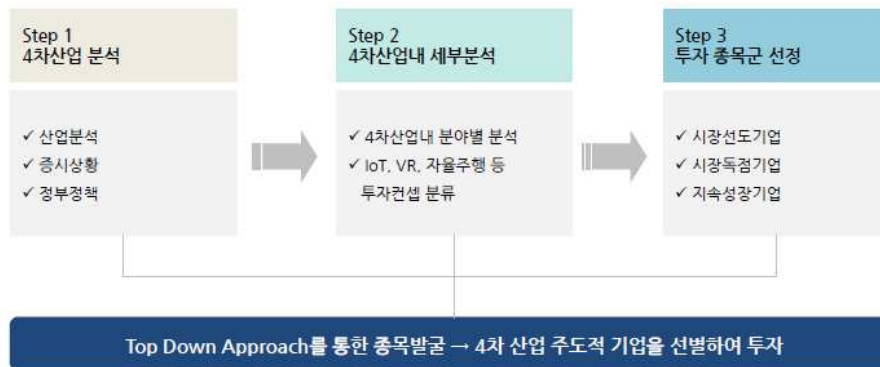 Step 1
4차산업 분석
✓ 산업분석
✓ 증시상황
✓ 정부정책
Step 2
4차산업내 세부분석
✓ 4차산업내 분야별 분석
✓ IoT, VR, 자율주행 등
투자컨셉 분류
Step 3
투자 종목군 선정
✓ 시장선도기업
✓ 시장독점기업
✓ 지속성장기업
Top Down Approach를 통한 종목발굴 → 4차 산업 주도적 기업을 선별하여 투자